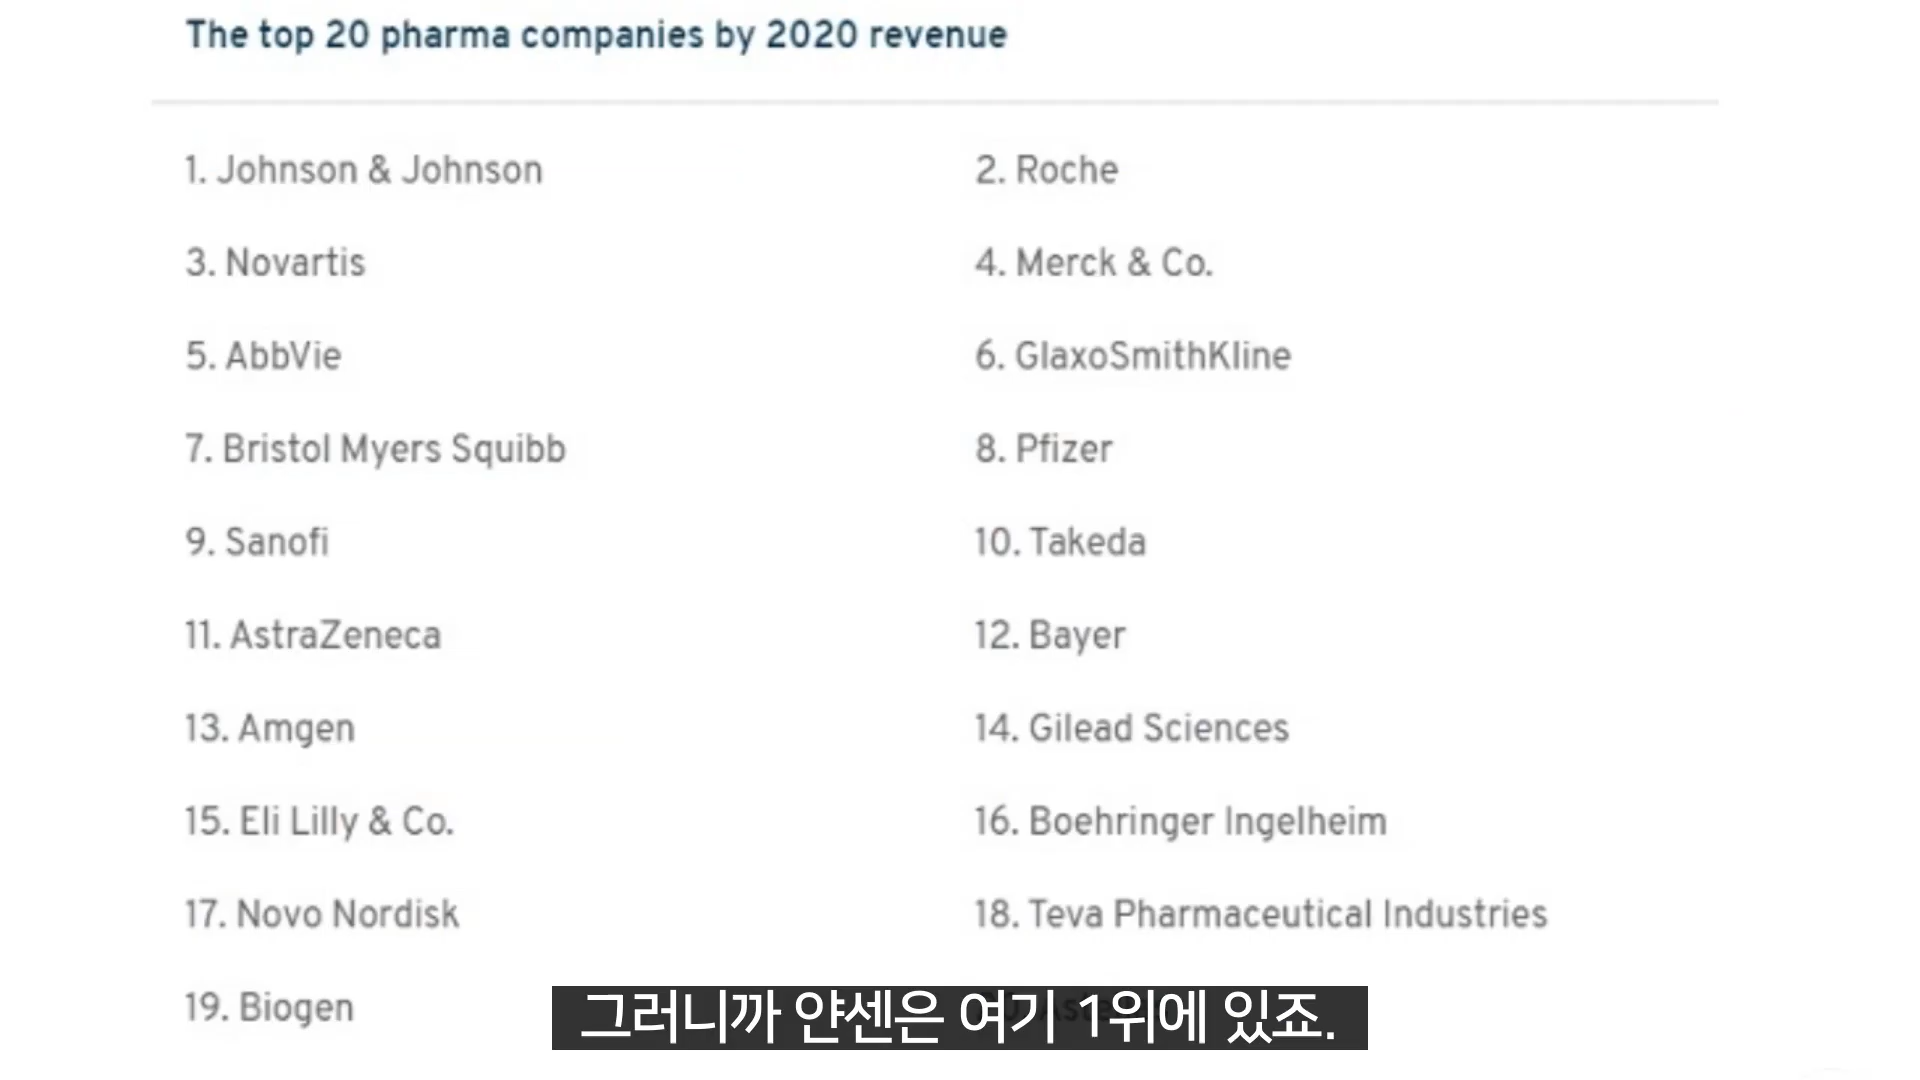 The top 20 pharma companies by 2020 revenue
1. Johnson & Johnson
2. Roche
3. Novartis
4. Merck & Co.
5. AbbVie
6. GlaxoSmithKline
7. Bristol Myers Squibb
8. Pfizer
9. Sanofi
10. Takeda
11. AstraZeneca
12. Bayer
13. Amgen
14. Gilead Sciences
15. Eli Lilly & Co.
16. Boehringer Ingelheim
17. Novo Nordisk
18. Teva Pharmaceutical Industries
19. Biogen
그러니까 얀센은 여기 1위에 있죠.